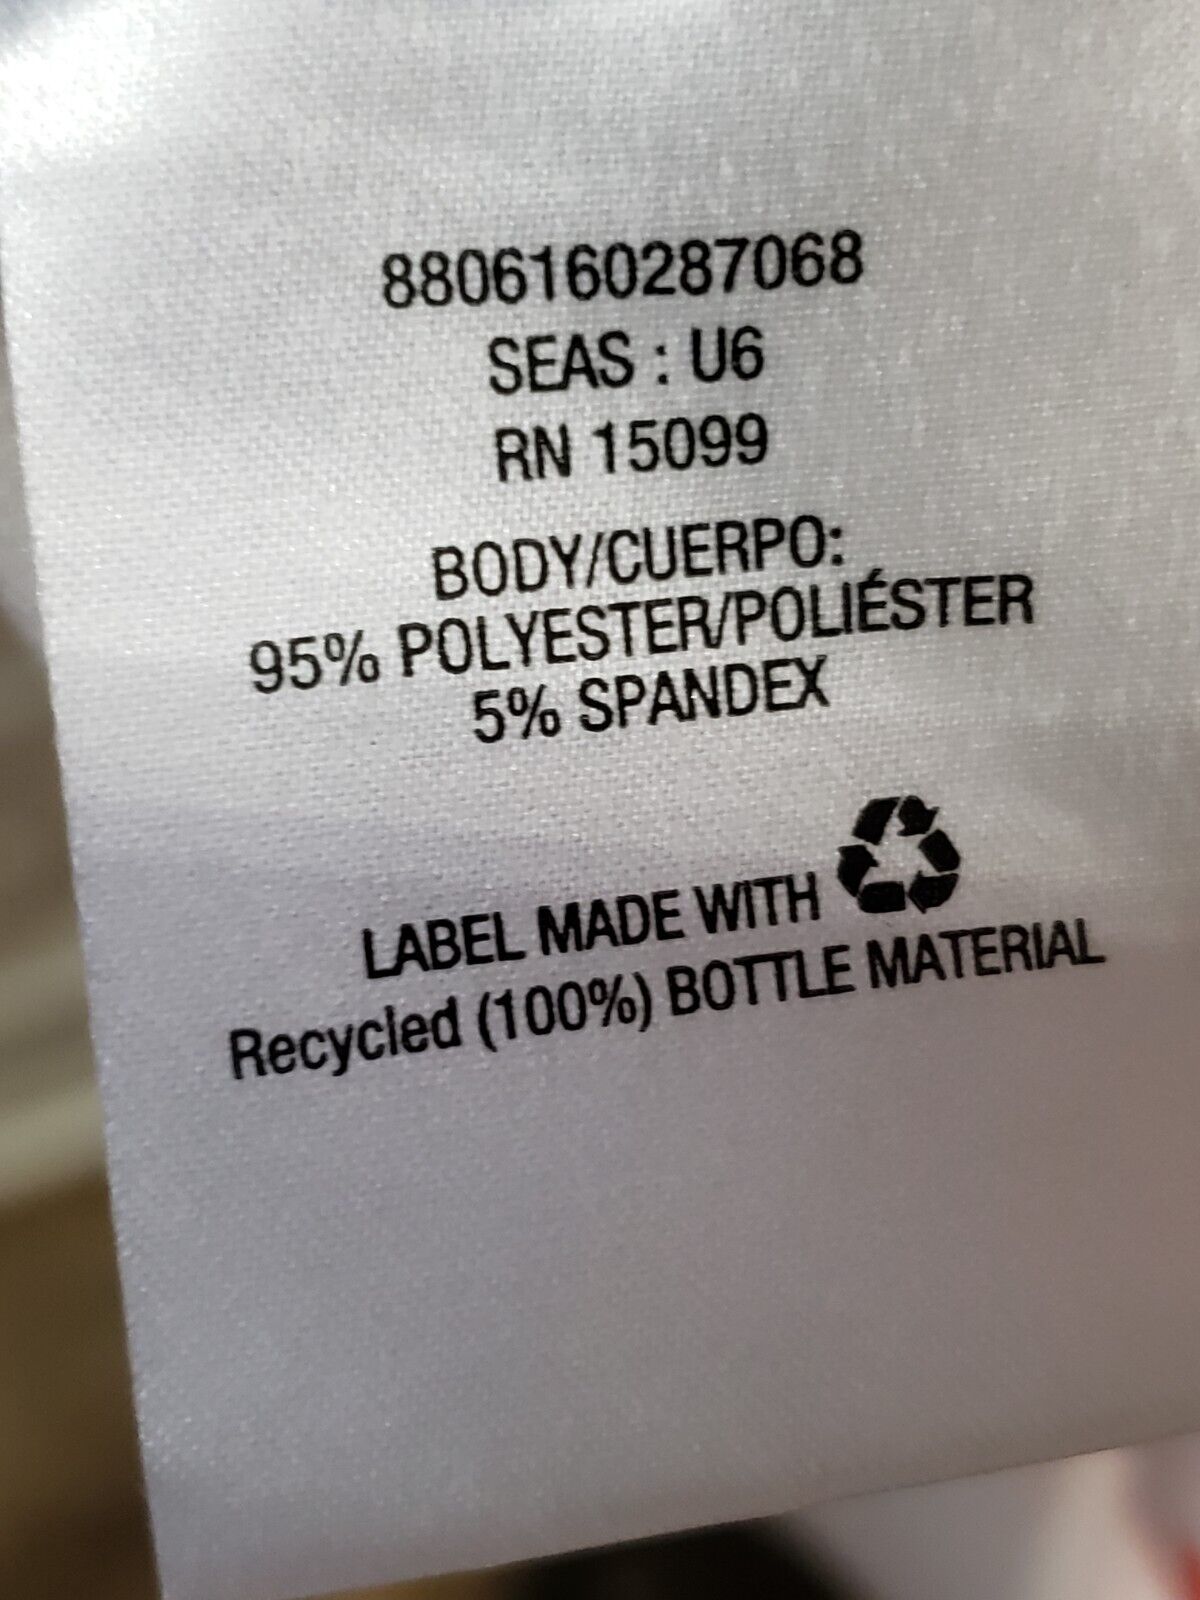 8806160287068
SEAS : U6
RN 15099
BODY/CUERPO:
95% POLYESTER/POLIÉSTER
5% SPANDEX
LABEL MADE WITH
Recycled (100%) BOTTLE MATERIAL